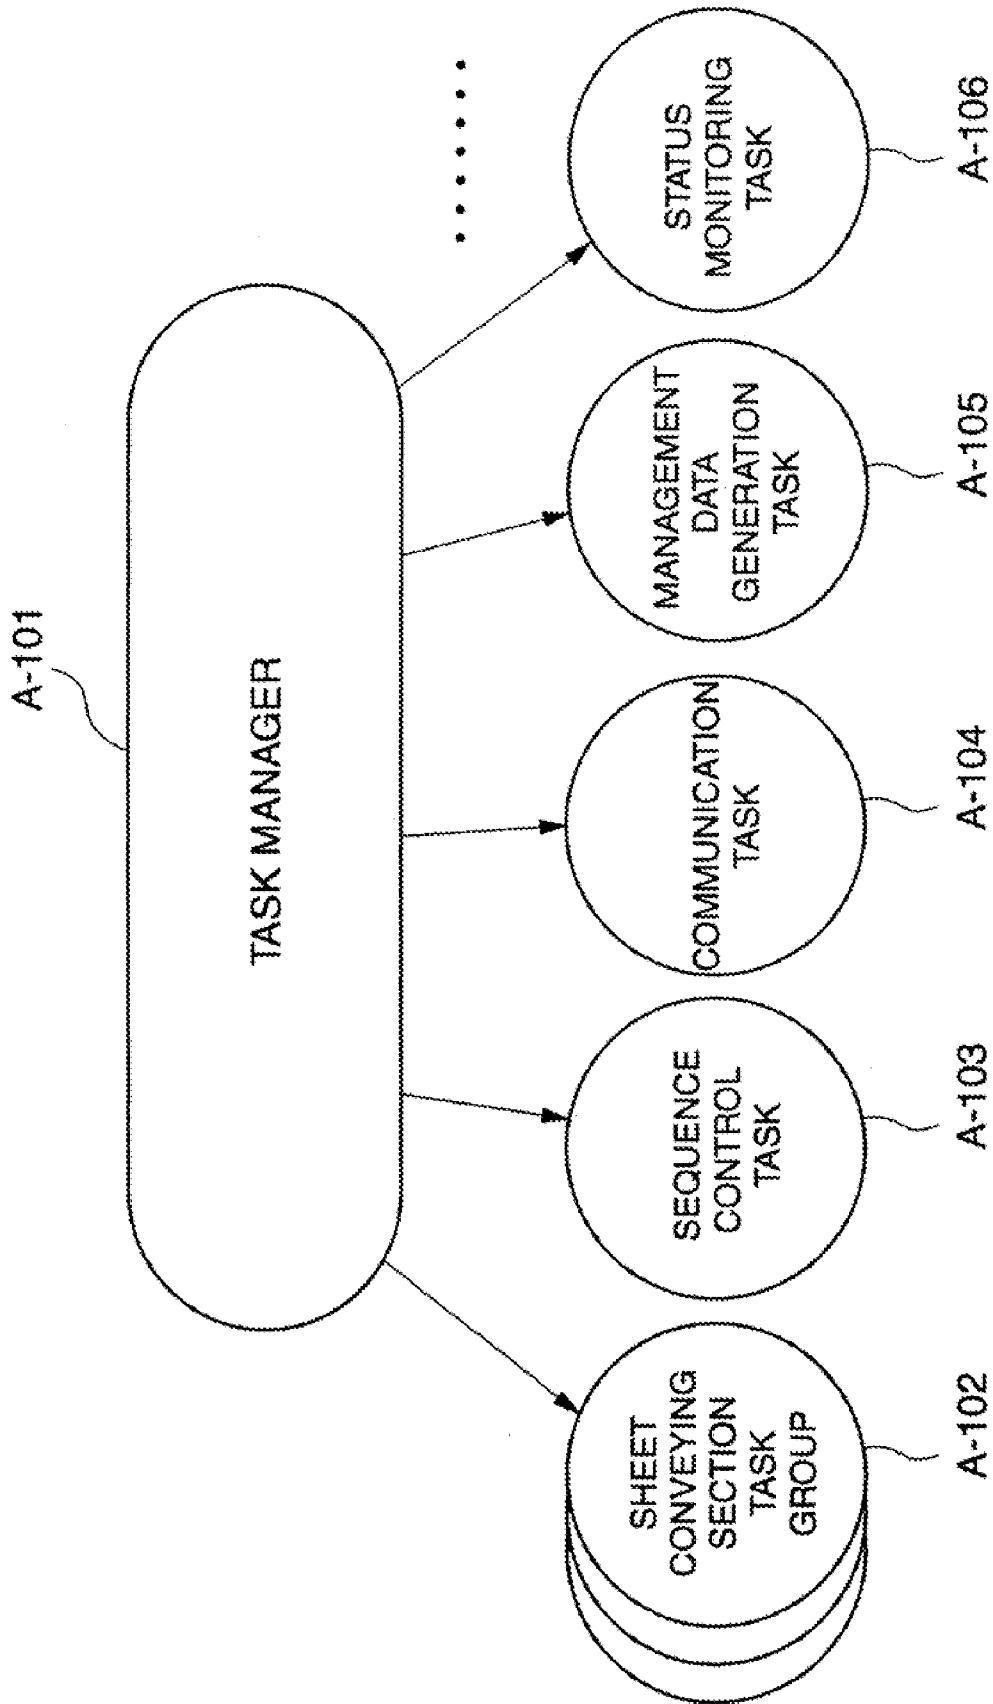 A-101
TASK MANAGER
SHEET
CONVEYING
SECTION
TASK
GROUP
SEQUENCE
CONTROL
TASK
COMMUNICATION
TASK
MANAGEMENT
DATA
GENERATION
TASK
STATUS
MONITORING
TASK
A-102
A-103
A-104
A-105
A-106